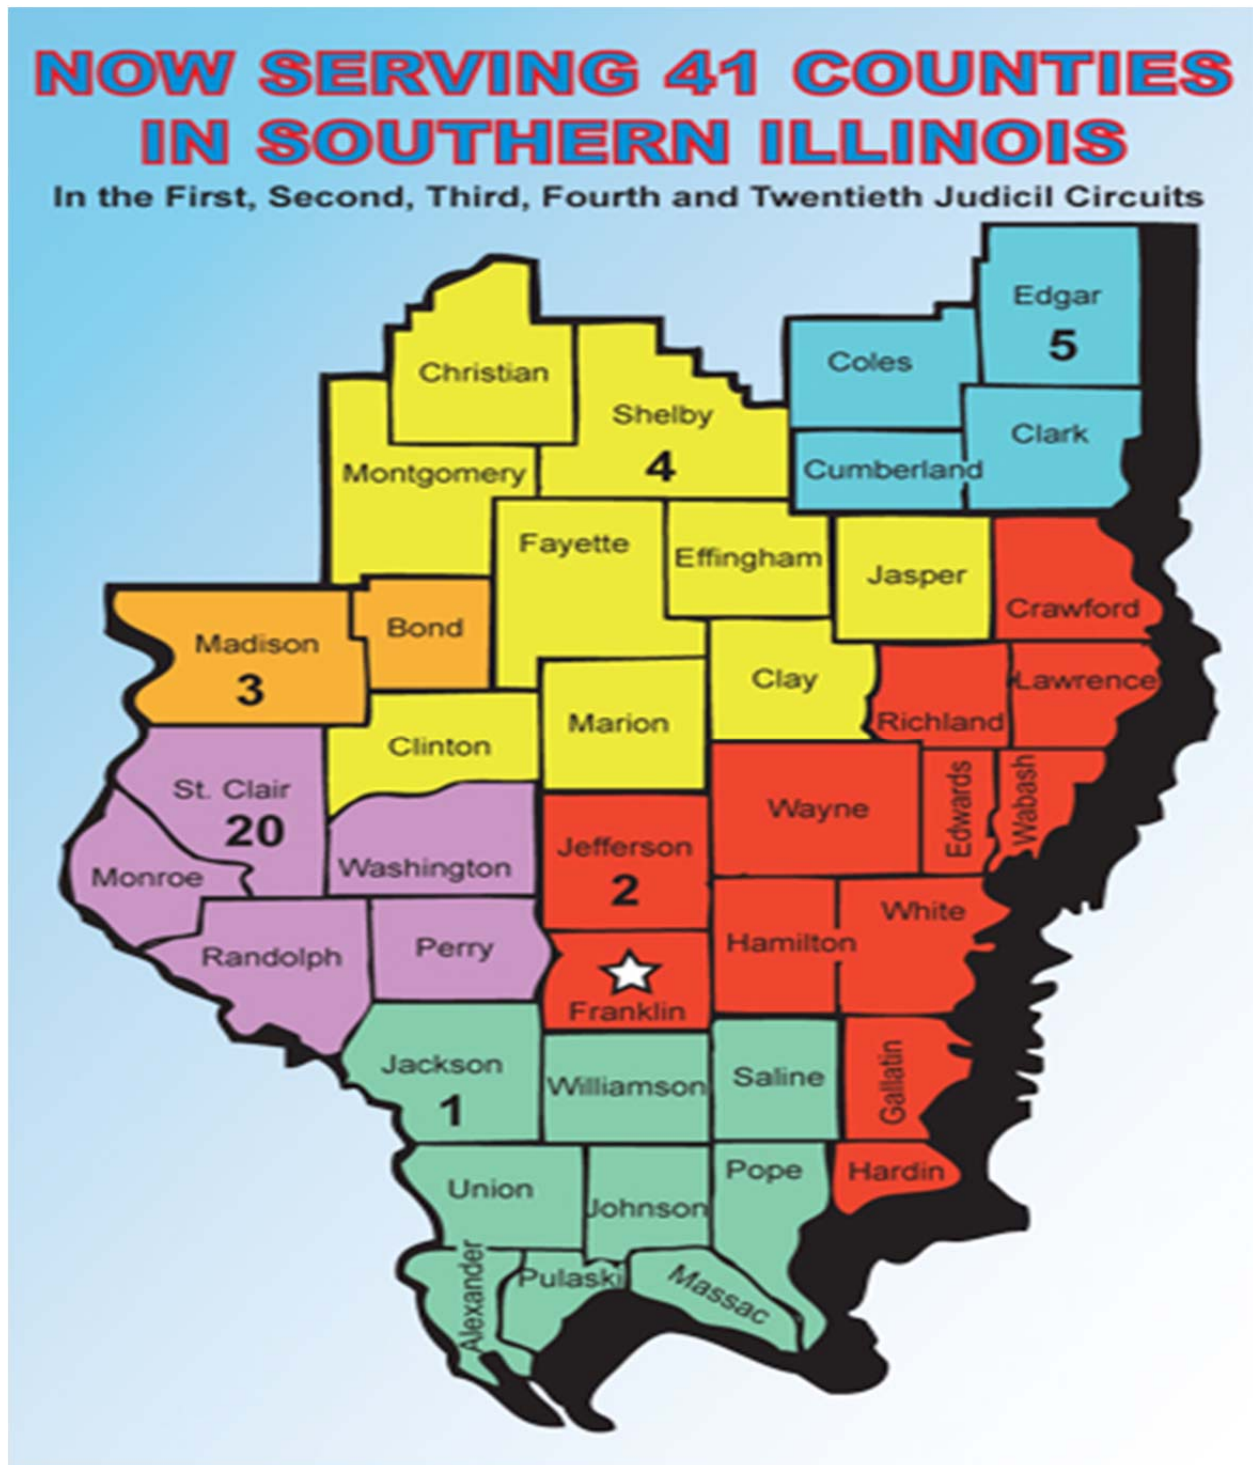 NOW SERVING 41 COUNTIES
IN SOUTHERN ILLINOIS
In the First, Second, Third, Fourth and Twentieth Judicil Circuits
Edgar
5
Coles
Christian
Shelby
4
Clark
Cumberland
Montgomery
Fayette
Effingham
Jasper
Crawford
Bond
Madison
3
Clay
Lawrence
Richland
Marion
Clinton
St. Clair
20
Wayne
Edwards
Wabash
Jefferson
2
Washington
Monroe
White
Hamilton
Perry
Randolph
Franklin
Jackson
1
Williamson
Saline
Gallatin
Pope
Hardin
Union
Johnson
Alexander
Pulaski
Massac